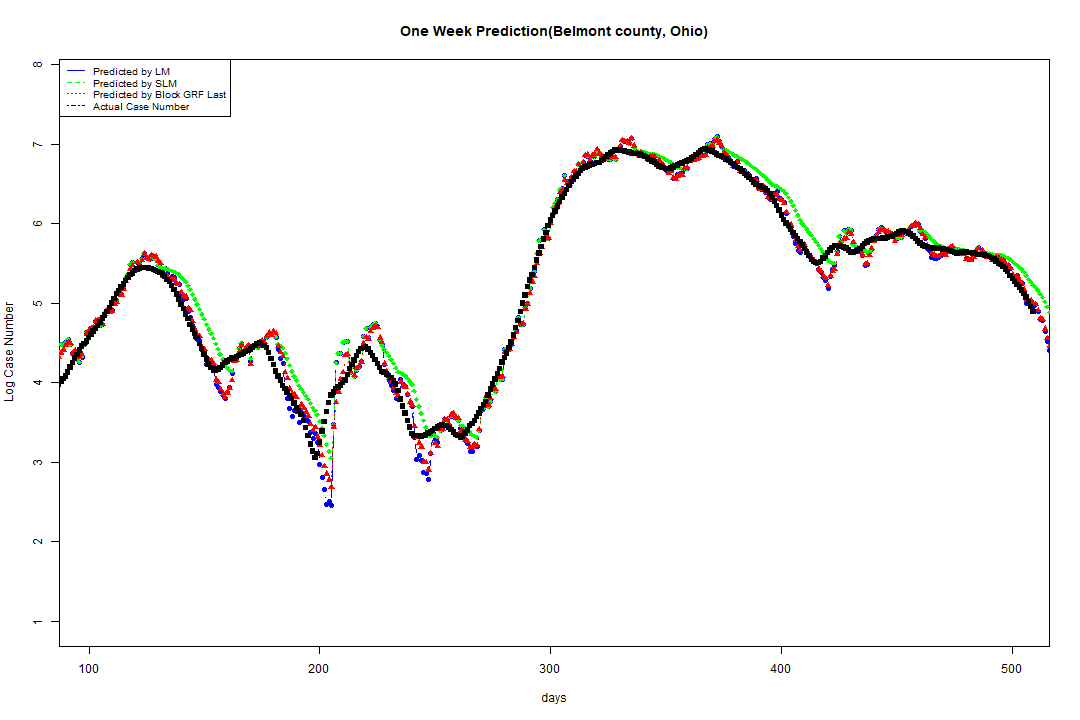 One Week Prediction(Belmont county, Ohio)
Predicted by LM
Predicted by SLM
Predicted by Block GRF Last
Actual Case Number
8
7
6
5
4
3
2
1
Log Case Number
100 200 300 400 500
days